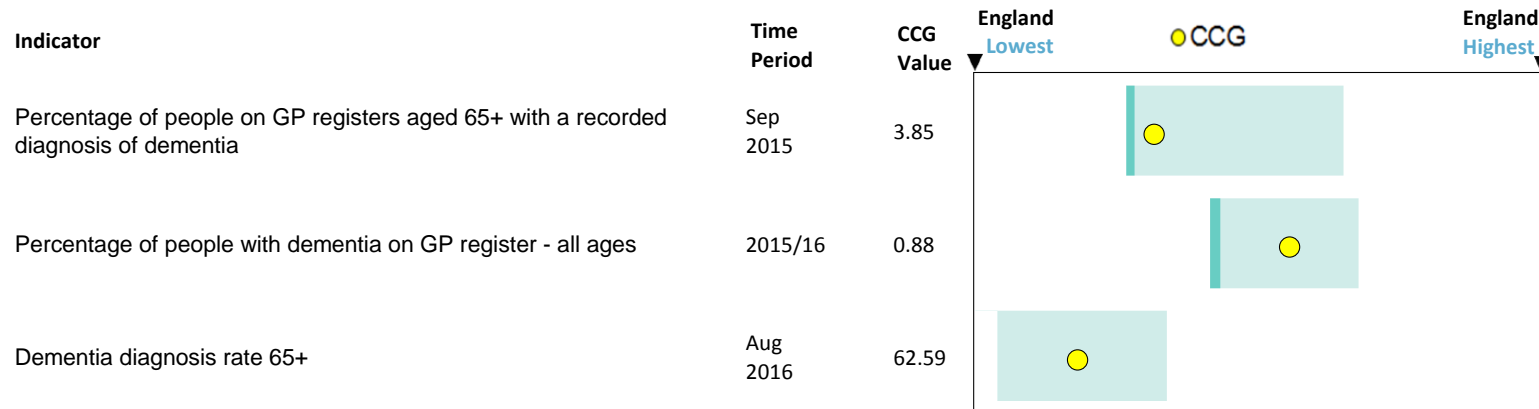 Indicator
Time Period
CCG Value
England Lowest
CCG
England Highest
Percentage of people on GP registers aged 65+ with a recorded
diagnosis of dementia
Sep
2015
3.85
Percentage of people with dementia on GP register - all ages
2015/16
0.88
Dementia diagnosis rate 65+
Aug
2016
62.59